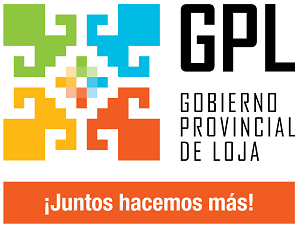 GPL
GOBIERNO
PROVINCIAL
DE LOJA
¡Juntos hacemos más!